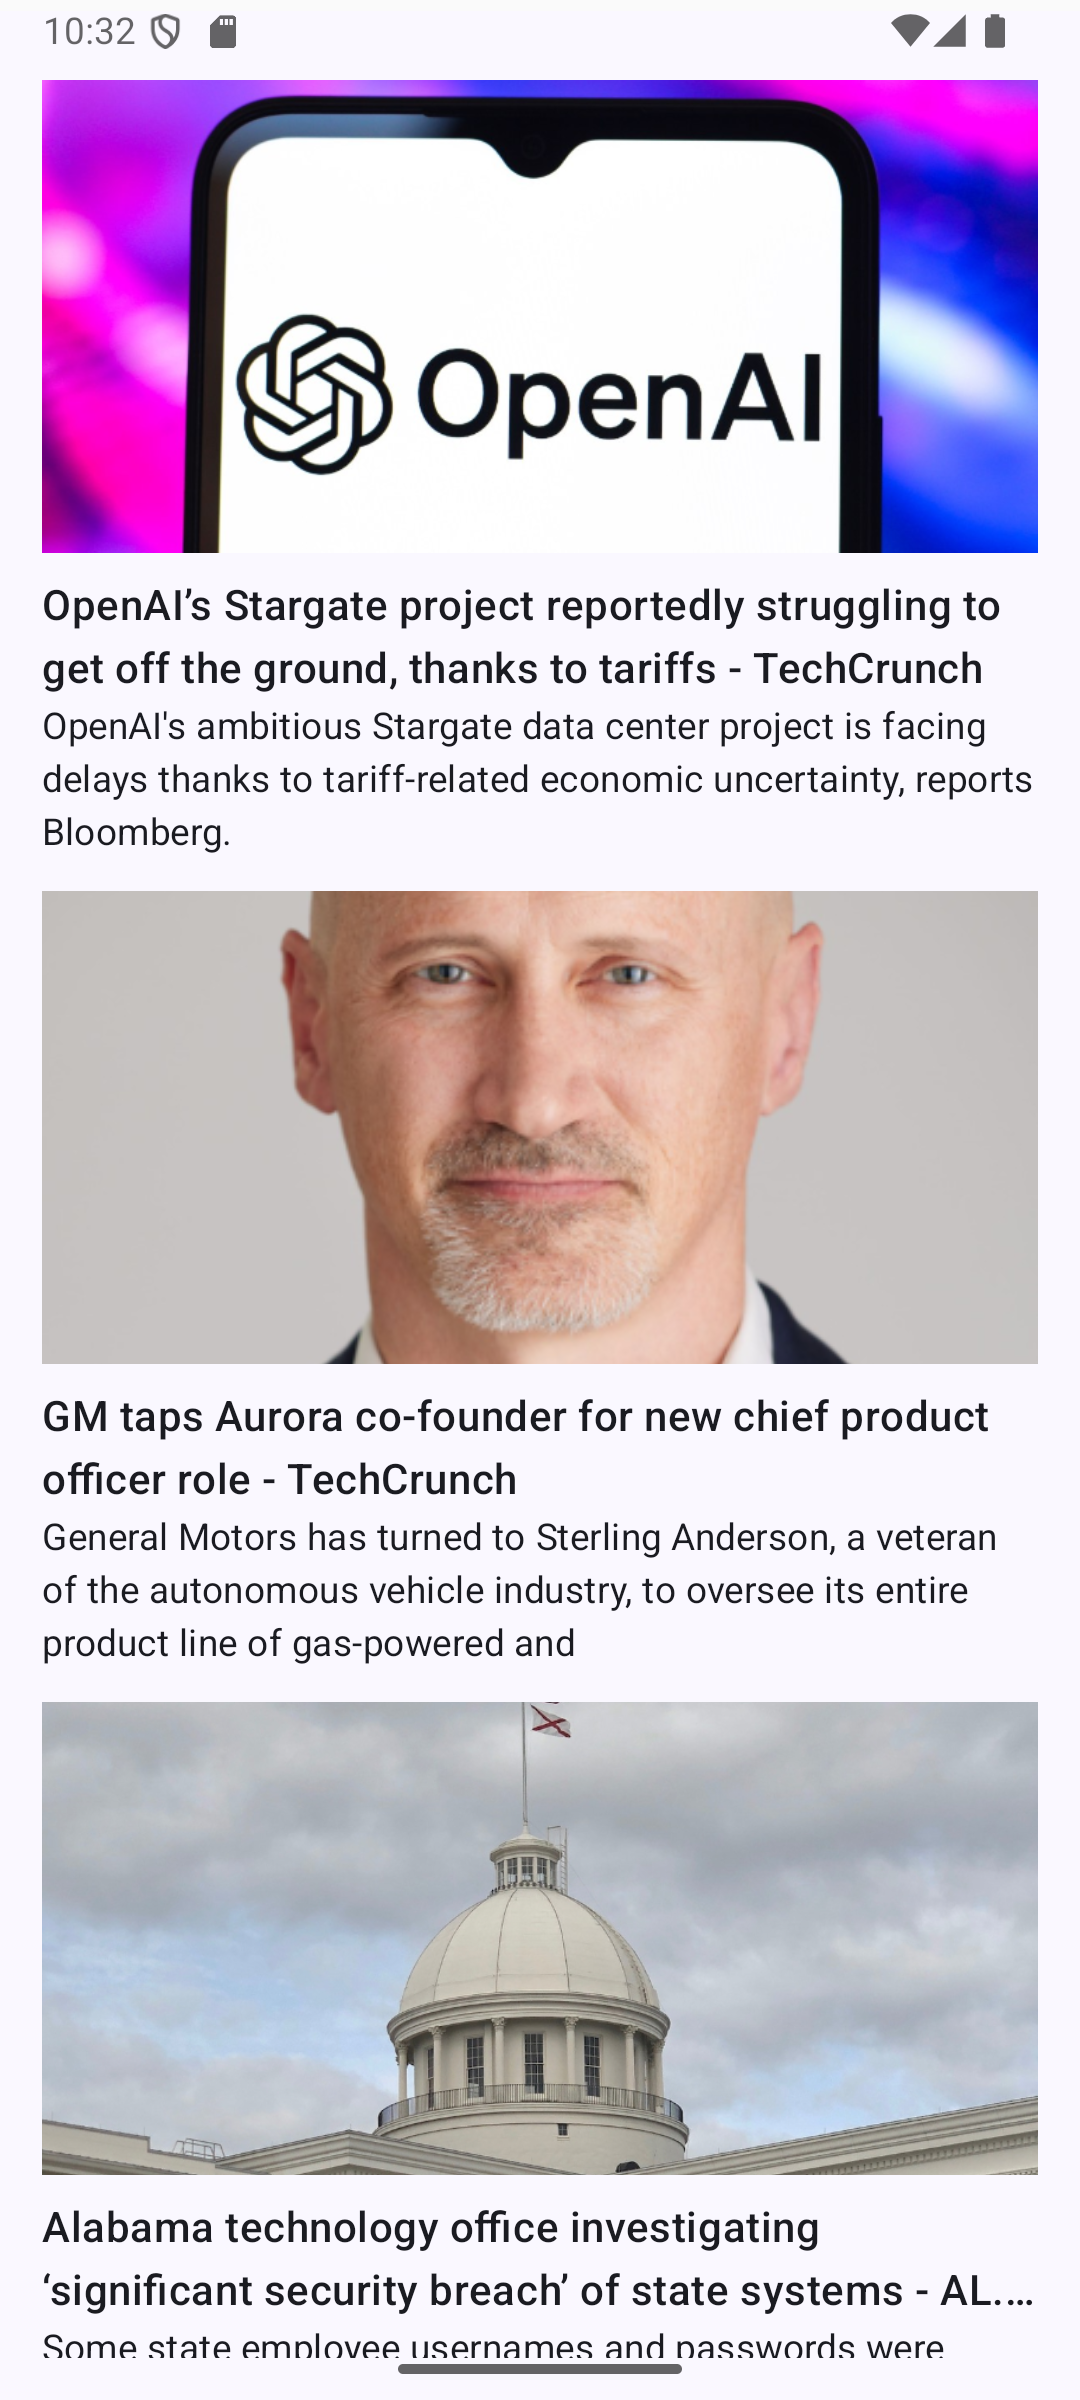 10:32
OpenAI
OpenAI’s Stargate project reportedly struggling to
get off the ground, thanks to tariffs - TechCrunch
OpenAI's ambitious Stargate data center project is facing
delays thanks to tariff-related economic uncertainty, reports
Bloomberg.
GM taps Aurora co-founder for new chief product
officer role - TechCrunch
General Motors has turned to Sterling Anderson, a veteran
of the autonomous vehicle industry, to oversee its entire
product line of gas-powered and
Alabama technology office investigating
‘significant security breach’ of state systems - AL.…
Some state employee usernames and passwords were